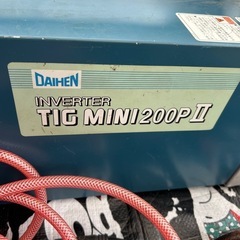 DAIHEN
INVERTER
TIG MINI 200P II